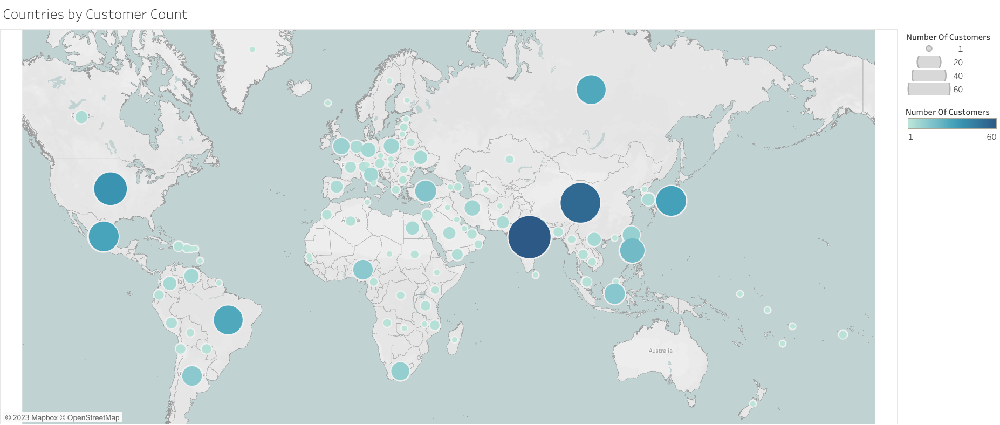 Countries by Customer Count
Number Of Customers
1
20
40
60
Number Of Customers
1
60
Australia
© 2023 Mapbox © OpenStreetMap